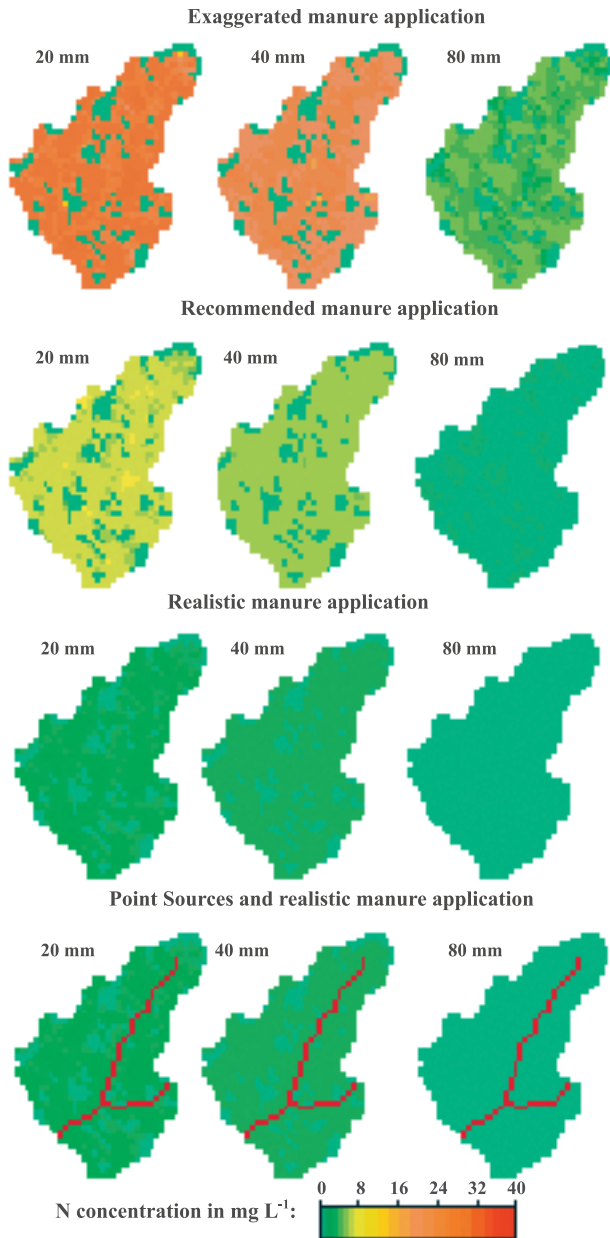 Exaggerated manure application
20 mm 40 mm 80 mm
Recommended manure application
20 mm 40 mm 80 mm
Realistic manure application
20 mm 40 mm 80 mm
Point Sources and realistic manure application
20 mm 40 mm 80 mm
0 8 16 24 32 40
N concentration in mg L⁻¹: